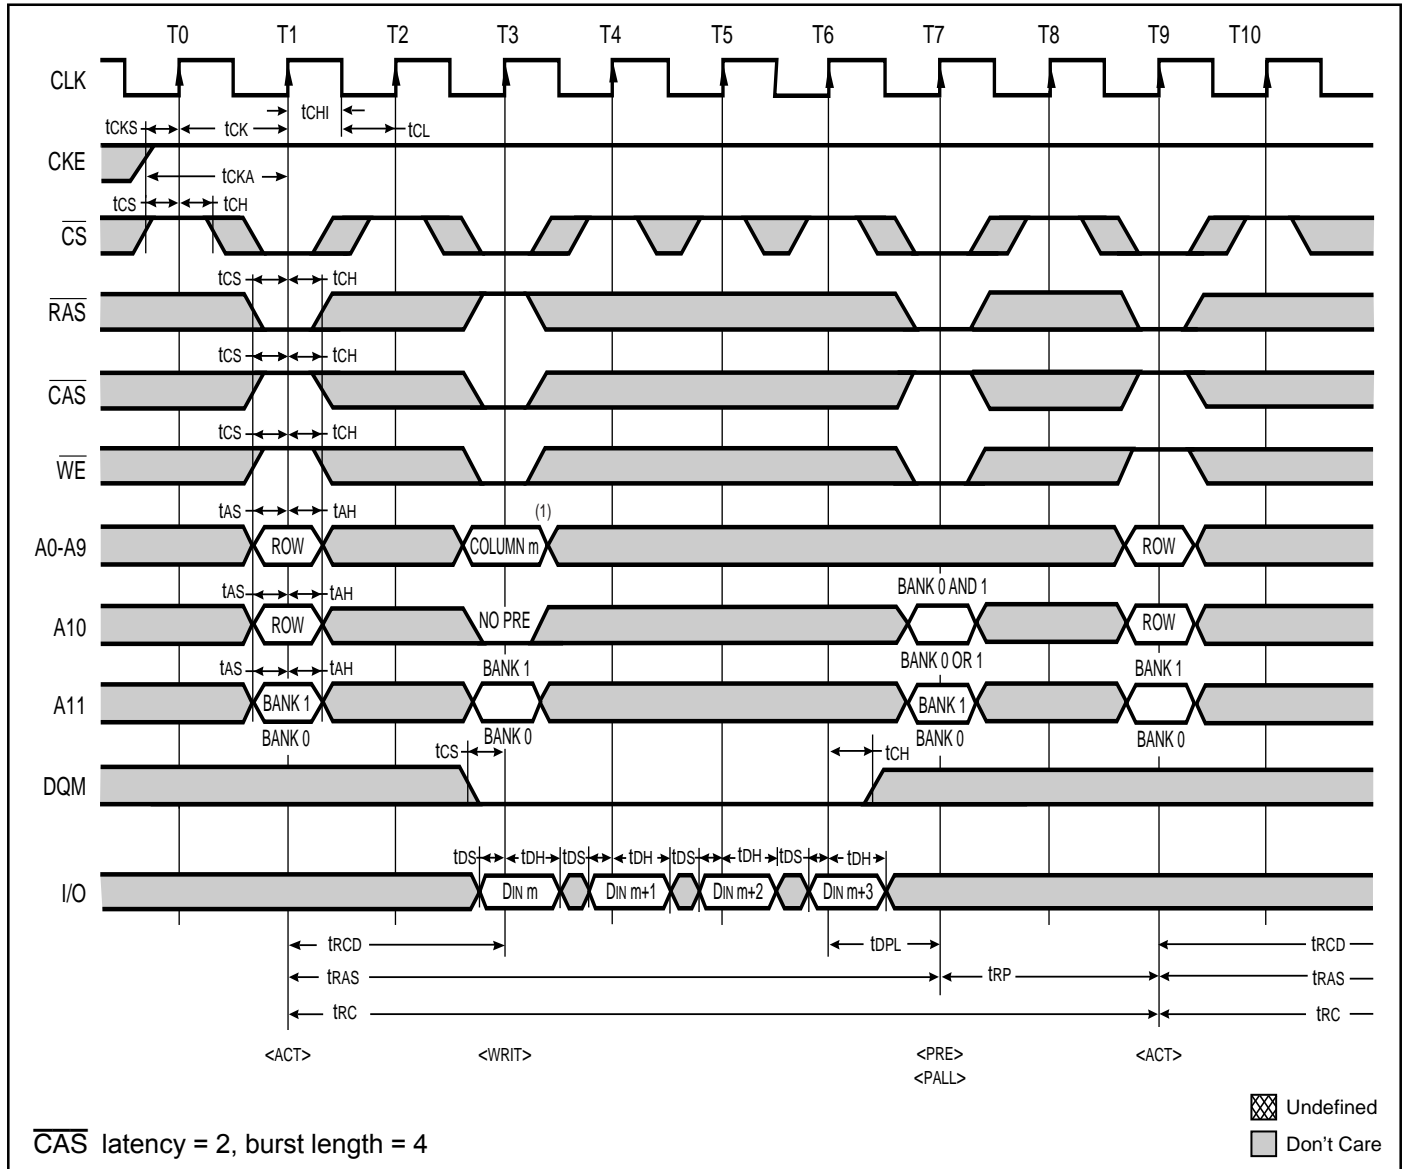 T0 T1 T2 T3 T4 T5 T6 T7 T8 T9 T10
CLK
tCHI
tCKS tCK tCL
CKE
tCKA
tCS tCH
CS
tCS tCH
RAS
tCS tCH
CAS
tCS tCH
WE
tAS tAH (1)
A0-A9 ROW COLUMN m ROW
tAS tAH BANK 0 AND 1
A10 ROW NO PRE ROW
tAS tAH BANK 1 BANK 0 OR 1 BANK 1
A11 BANK 1 BANK 1
BANK 0 BANK 0 BANK 0 BANK 0
tCS tCH
DQM
tDS tDH tDS tDH tDS tDH tDS tDH
I/O DIN m DIN m+1 DIN m+2 DIN m+3
tRCD tDPL tRCD
tRAS tRP tRAS
tRC tRC
<ACT> <WRIT> <PRE> <ACT>
<PALL>
Undefined
CAS latency = 2, burst length = 4 Don't Care